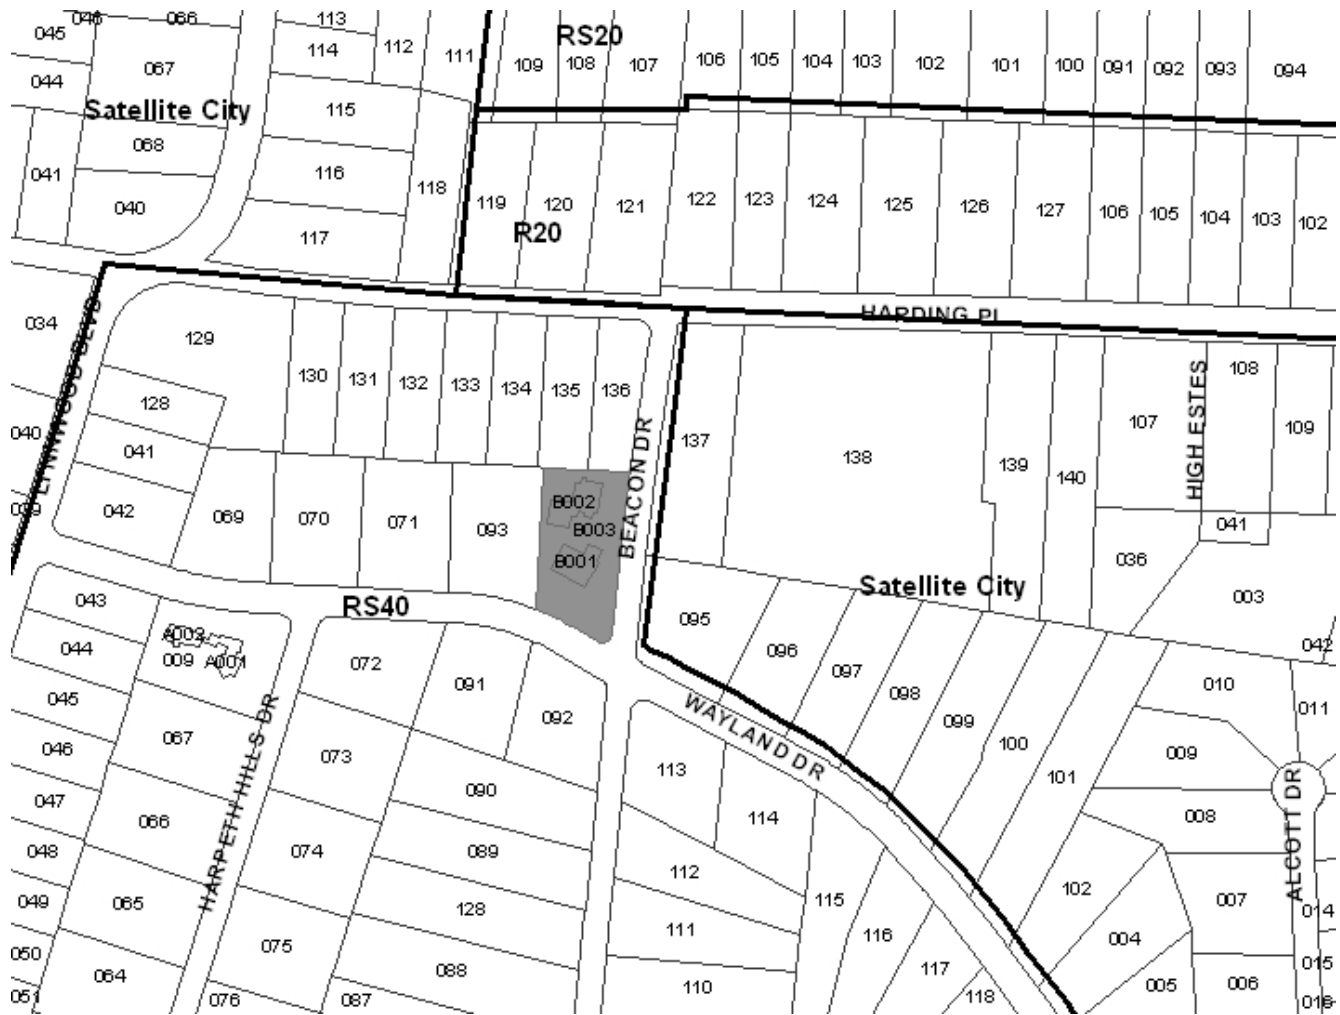 046 066 113
045 114 112 111 RS20
044 067 109 108 107 106 105 104 103 102 101 100 091 092 093 094
Satellite City 115
068
041 116 118
040 119 120 121 122 123 124 125 126 127 106 105 104 103 102
117 R20
HARDING PL
034 129
130 131 132 133 134 135 136 108
128 107
040 041 137 138 139 140 HIGH ESTES 109
LYNNWOOD BLVD
BEACON DR
039 042 069 070 071 093 B002
B003 041
B001 036
RS40 Satellite City 003
043 095
A002
044 009 A001 072 096 042
045 091 097 010
092 098 011
HARPETH HILLS DR
WAYLAND DR
046 067 073 099 100 009
113 101
047 090 114 008
066 ALCOTT DR
048 074 089 112
049 065 128 115 102 007 014
050 075 111 116 004
051 064 088 117 015
076 087 110 118 005 006 016